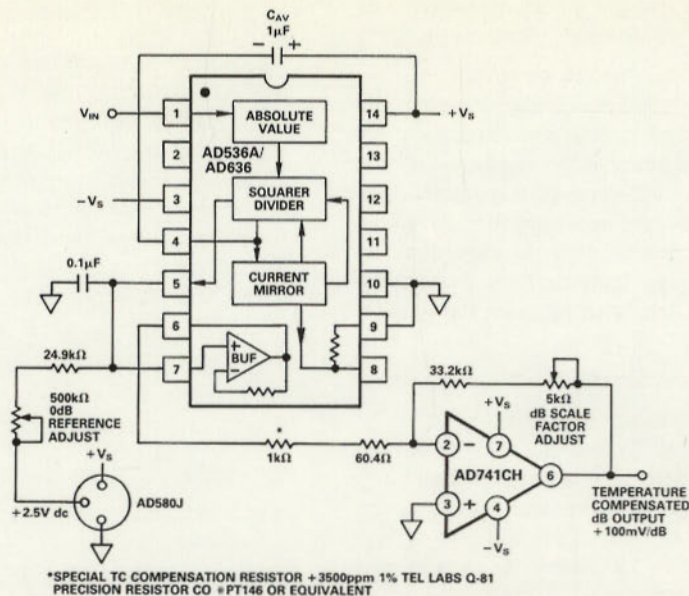 CAV
1µF
− +
VIN
1
ABSOLUTE
VALUE
14
+VS
2
AD536A/
AD636
13
−VS
3
SQUARER
DIVIDER
12
4
11
0.1µF
5
CURRENT
MIRROR
10
6
9
24.9kΩ
7
+
−
BUF
8
500kΩ
0dB
REFERENCE
ADJUST
33.2kΩ
5kΩ
dB SCALE
FACTOR
ADJUST
+VS
*
1kΩ
60.4Ω
2
−
7
AD741CH
6
3
+
4
−VS
+VS
+2.5V dc
AD580J
TEMPERATURE
COMPENSATED
dB OUTPUT
+100mV/dB
*SPECIAL TC COMPENSATION RESISTOR +3500ppm 1% TEL LABS Q-81
PRECISION RESISTOR CO #PT146 OR EQUIVALENT